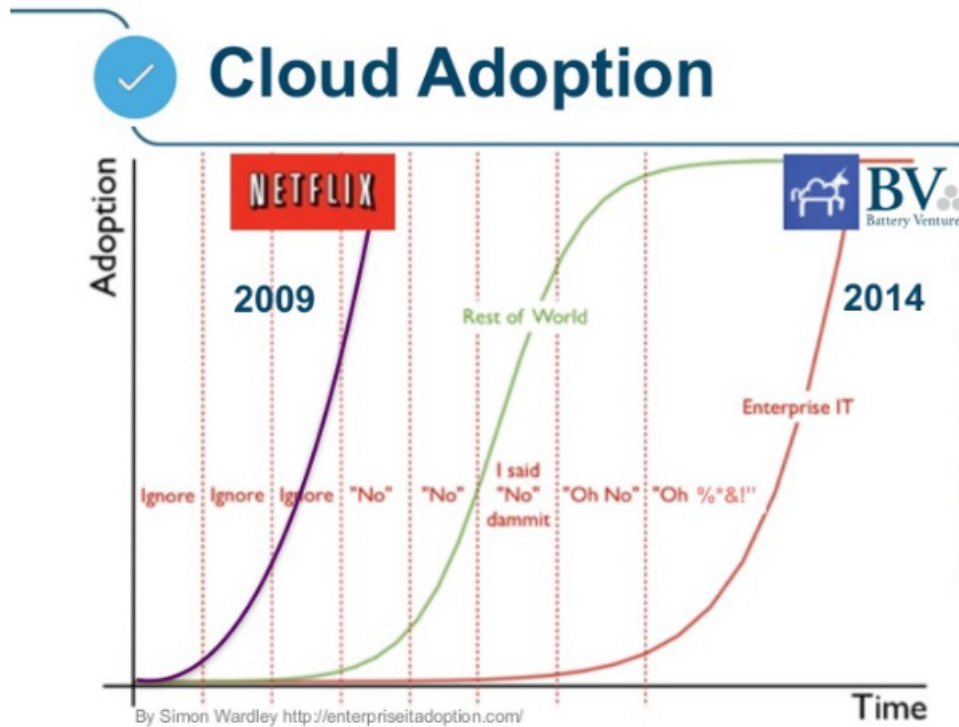 Cloud Adoption
Adoption
NETFLIX
2009
BV
Battery Venture
2014
Rest of World
Enterprise IT
Ignore
Ignore
Ignore
"No"
"No"
I said
"No"
dammit
"Oh No"
"Oh %*&!"
Time
By Simon Wardley http://enterpriseitadoption.com/